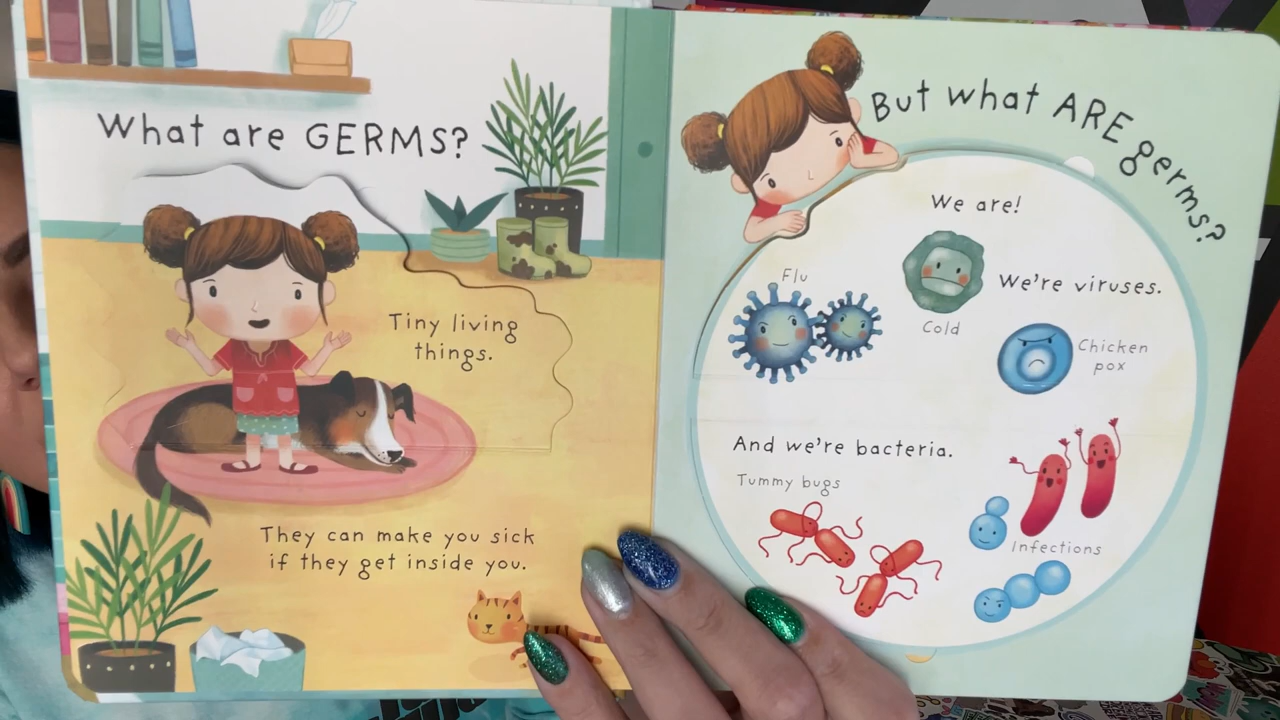 What are GERMS?
Tiny living
things.
They can make you sick
if they get inside you.
But what ARE germs?
We are!
Flu
We're viruses.
Cold
Chicken
pox
And we're bacteria.
Tummy bugs
Infections